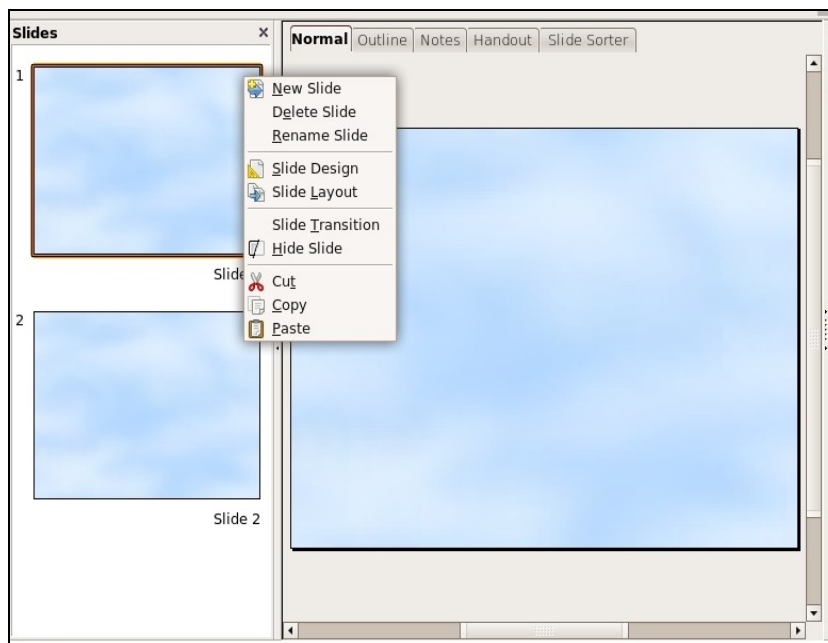 Slides
Normal Outline Notes Handout Slide Sorter
1
New Slide
Delete Slide
Rename Slide
Slide Design
Slide Layout
Slide Transition
Hide Slide
Slide
Cut
Copy
Paste
2
Slide 2